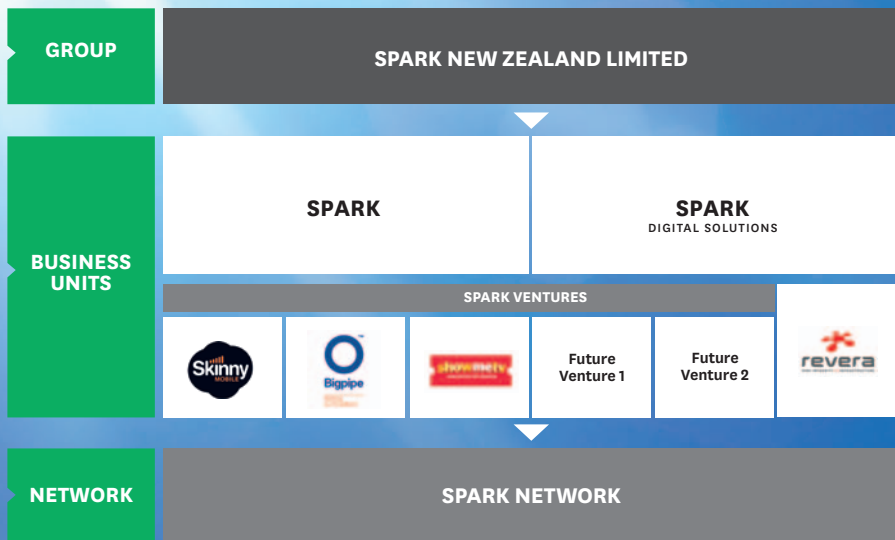 GROUP
SPARK NEW ZEALAND LIMITED
BUSINESS
UNITS
SPARK
SPARK
DIGITAL SOLUTIONS
SPARK VENTURES
Skinny
MOBILE
Bigpipe
showmetv
Future
Venture 1
Future
Venture 2
revera
NETWORK
SPARK NETWORK